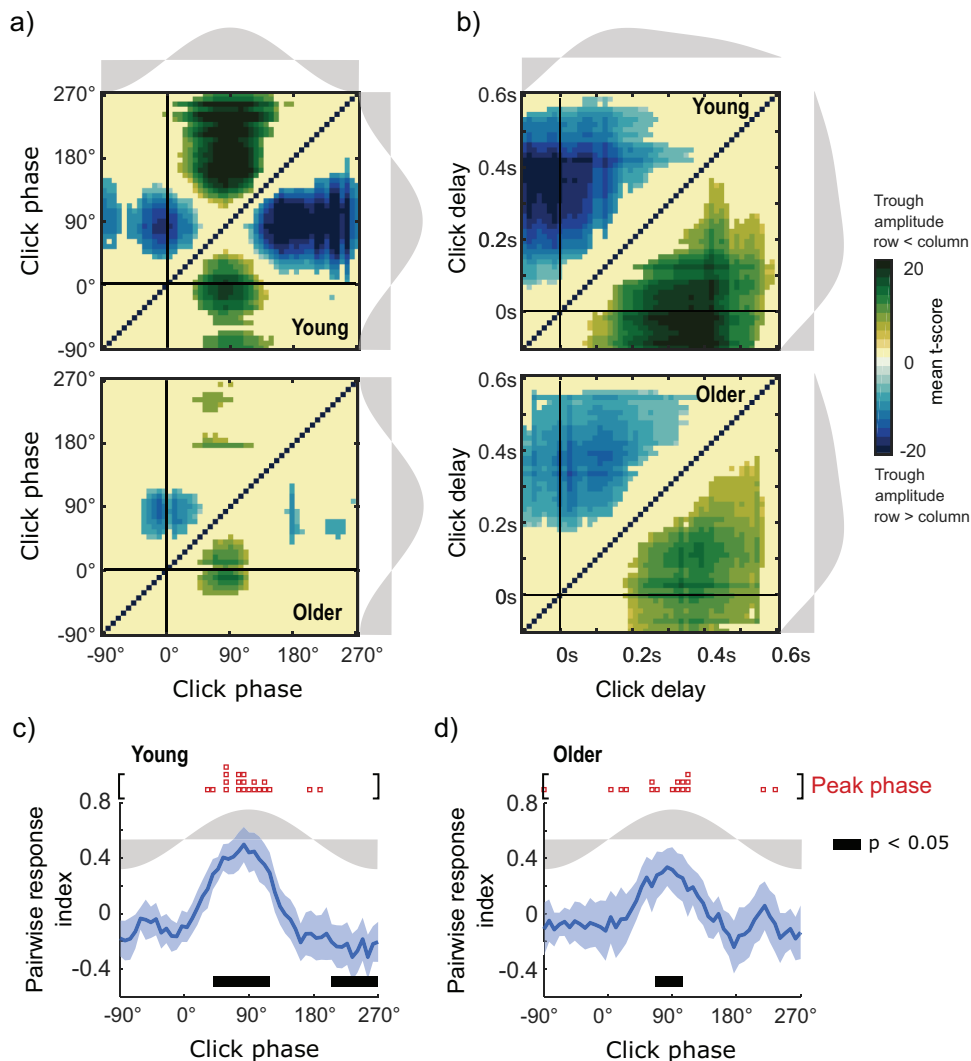 a)
b)
270°
180°
90°
0°
-90°
Click phase
Young
0.6s
0.4s
0.2s
0s
Click delay
Young
Trough
amplitude
row < column
20
0
-20
mean t-score
Trough
amplitude
row > column
270°
180°
90°
0°
-90°
Click phase
Older
-90°
0°
90°
180°
270°
Click phase
0.6s
0.4s
0.2s
0s
Click delay
Older
0s
0.2s
0.4s
0.6s
Click delay
c)
Young
d)
Older
Peak phase
p < 0.05
0.8
0.4
0
-0.4
Pairwise response
index
-90°
0°
90°
180°
270°
Click phase
0.8
0.4
0
-0.4
Pairwise response
index
-90°
0°
90°
180°
270°
Click phase